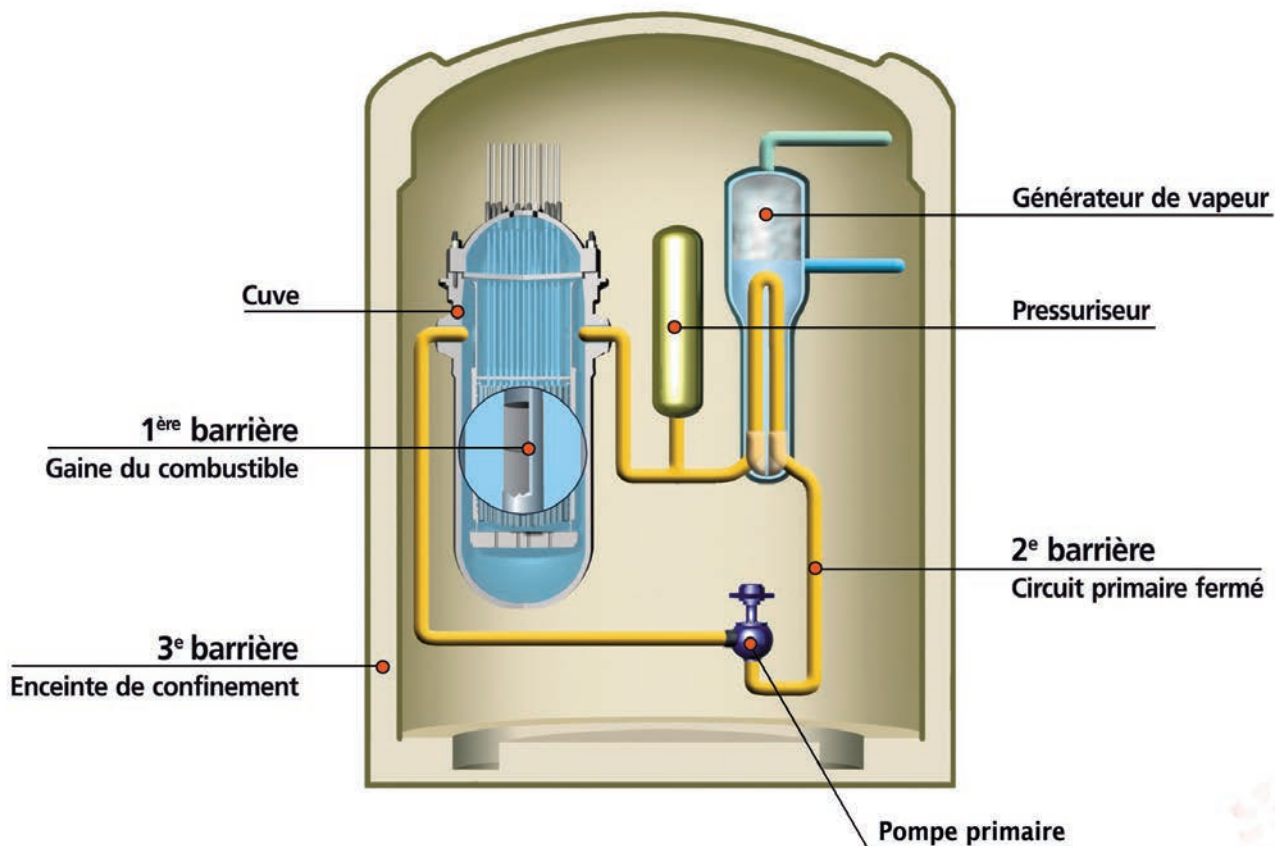 Générateur de vapeur
Cuve
Pressuriseur
1ère barrière
Gaine du combustible
2e barrière
Circuit primaire fermé
3e barrière
Enceinte de confinement
Pompe primaire